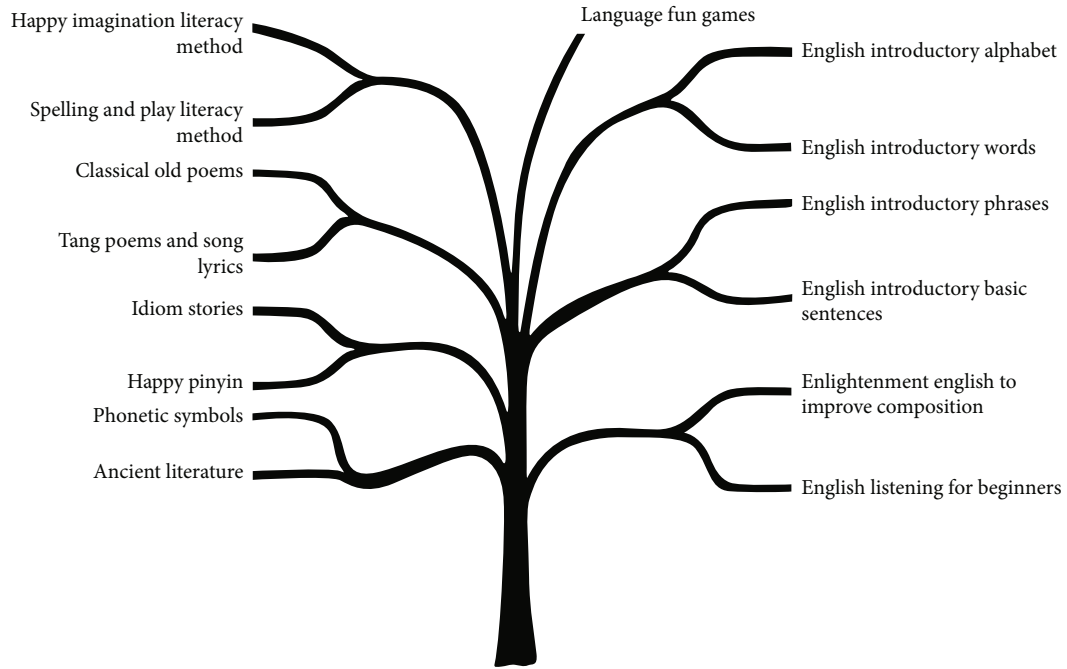 Happy imagination literacy
method
Spelling and play literacy
method
Classical old poems
Tang poems and song
lyrics
Idiom stories
Happy pinyin
Phonetic symbols
Ancient literature
Language fun games
English introductory alphabet
English introductory words
English introductory phrases
English introductory basic
sentences
Enlightenment english to
improve composition
English listening for beginners